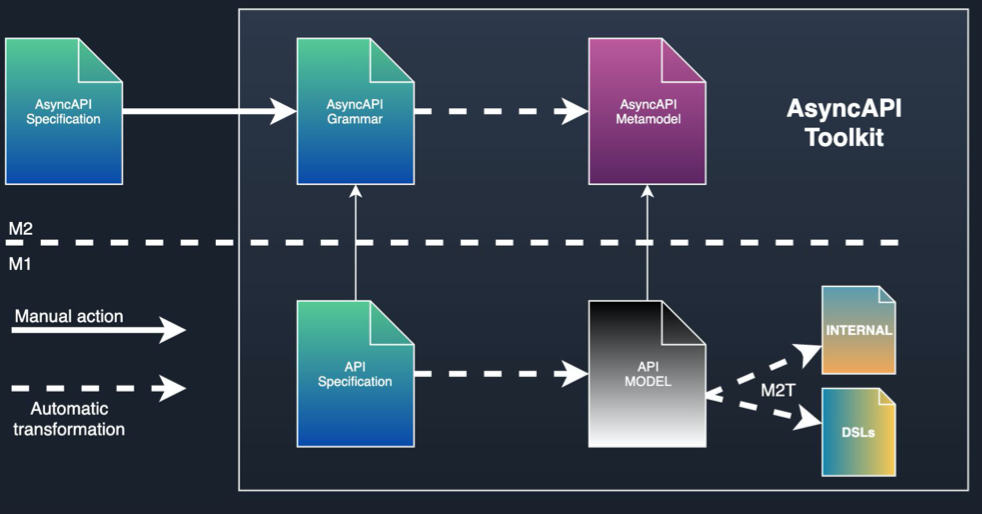 AsyncAPI
Specification
AsyncAPI
Grammar
AsyncAPI
Metamodel
AsyncAPI
Toolkit
M2
M1
Manual action
Automatic
transformation
API
Specification
API
MODEL
M2T
INTERNAL
DSLs